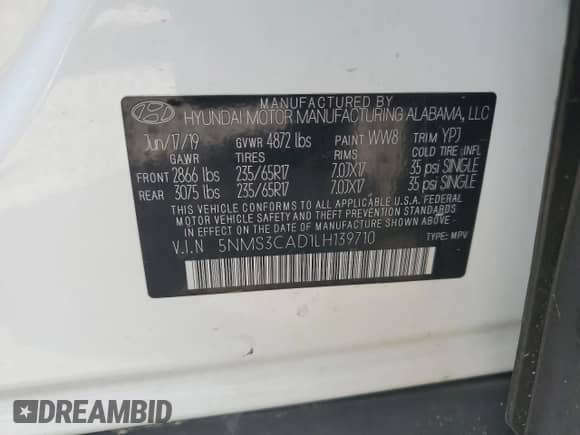 MANUFACTURED BY
HYUNDAI MOTOR MANUFACTURING ALABAMA, LLC
Jun/17/19 GVWR 4872 lbs PAINT WW8 TRIM YPJ
GAWR TIRES RIMS COLD TIRE INFL
FRONT 2866 lbs 235/65R17 7.0JX17 35 psi SINGLE
REAR 3075 lbs 235/65R17 7.0JX17 35 psi SINGLE
THIS VEHICLE CONFORMS TO ALL APPLICABLE U.S.A. FEDERAL
MOTOR VEHICLE SAFETY, BUMPER, AND THEFT PREVENTION STANDARDS
IN EFFECT ON THE DATE OF MANUFACTURE SHOWN ABOVE.
V.I.N 5NMS3CAD1LH139710 TYPE: MPV
DREAMBID